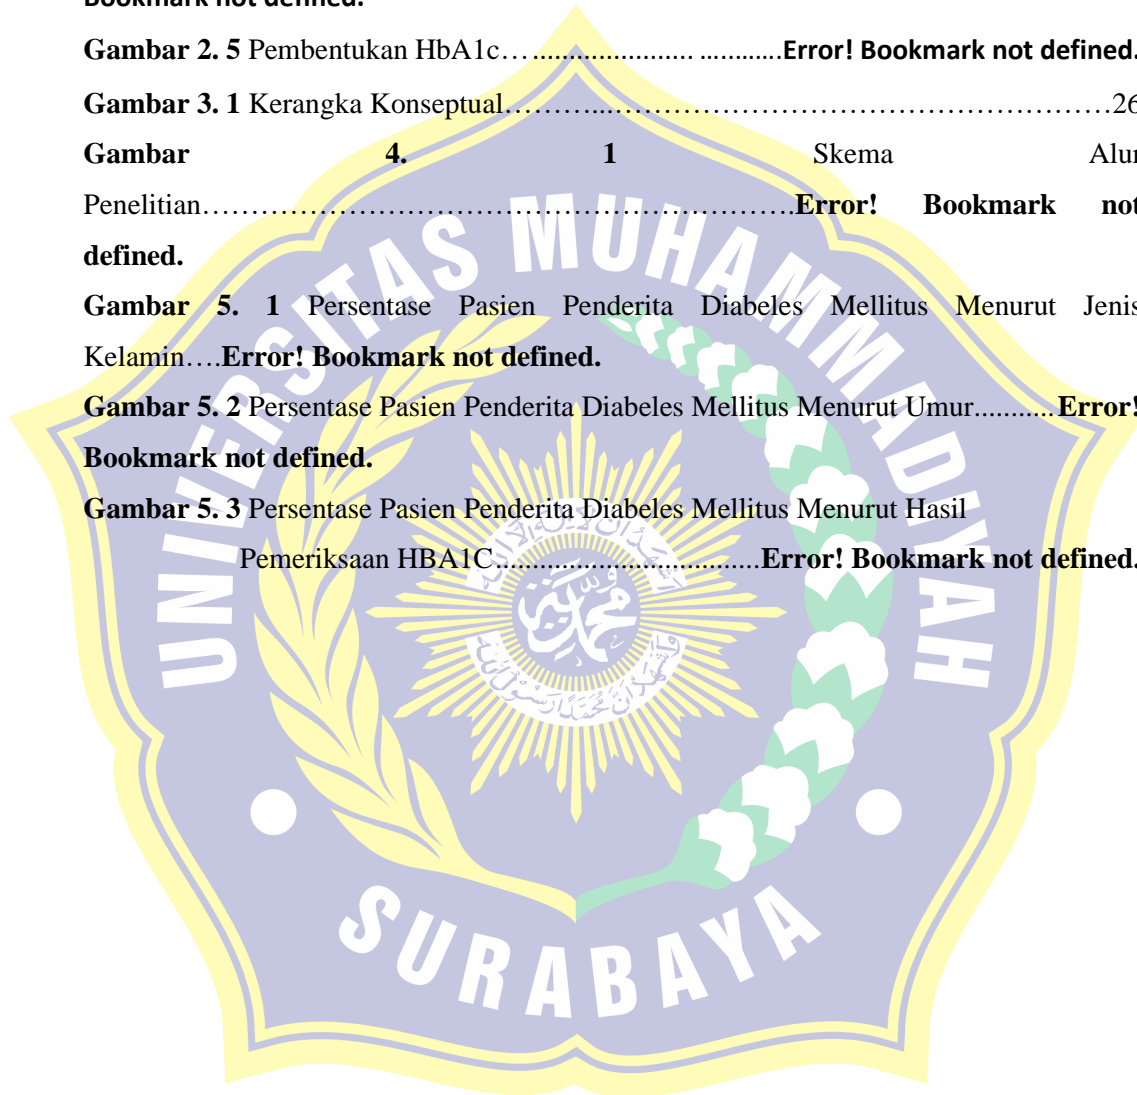 Bookmark not defined.
Gambar 2. 5 Pembentukan HbA1c…...................... …..........Error! Bookmark not defined.
Gambar 3. 1 Kerangka Konseptual………...……………………………………………………26
Gambar 4. 1 Skema Alur
Penelitian……………………………………………………….Error! Bookmark not
defined.
Gambar 5. 1 Persentase Pasien Penderita Diabeles Mellitus Menurut Jenis
Kelamin….Error! Bookmark not defined.
Gambar 5. 2 Persentase Pasien Penderita Diabeles Mellitus Menurut Umur...........Error!
Bookmark not defined.
Gambar 5. 3 Persentase Pasien Penderita Diabeles Mellitus Menurut Hasil
Pemeriksaan HBA1C...................................Error! Bookmark not defined.
UNIVERSITAS MUHAMMADIYAH
محمد
SURABAYA